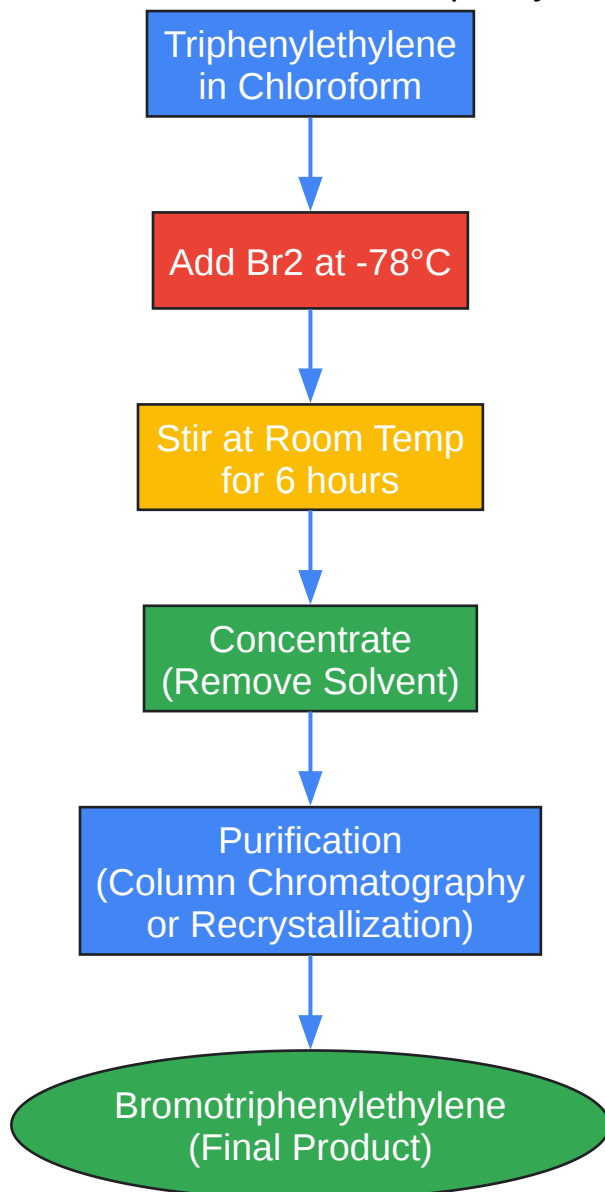 Triphenylethylene
in Chloroform
Add Br2 at -78°C
Stir at Room Temp
for 6 hours
Concentrate
(Remove Solvent)
Purification
(Column Chromatography
or Recrystallization)
Bromotriphenylethylene
(Final Product)